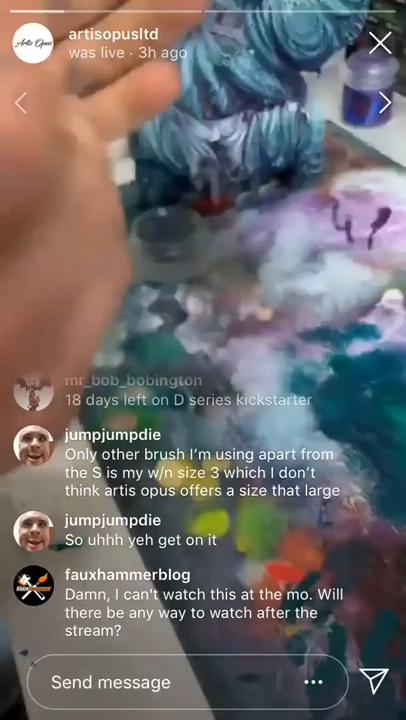 artisopusltd
was live · 3h ago
Artis Opus
mr_bob_bobington
18 days left on D series kickstarter
jumpjumpdie
Only other brush I'm using apart from
the S is my w/n size 3 which I don't
think artis opus offers a size that large
jumpjumpdie
So uhhh yeh get on it
fauxhammerblog
Damn, I can't watch this at the mo. Will
there be any way to watch after the
stream?
Send message